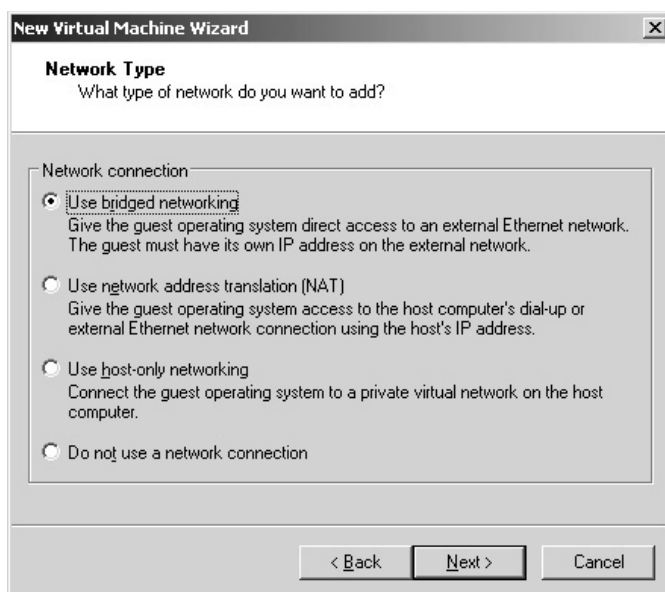 New Virtual Machine Wizard
Network Type
What type of network do you want to add?
Network connection
Use bridged networking
Give the guest operating system direct access to an external Ethernet network.
The guest must have its own IP address on the external network.
Use network address translation (NAT)
Give the guest operating system access to the host computer's dial-up or
external Ethernet network connection using the host's IP address.
Use host-only networking
Connect the guest operating system to a private virtual network on the host
computer.
Do not use a network connection
< Back
Next >
Cancel